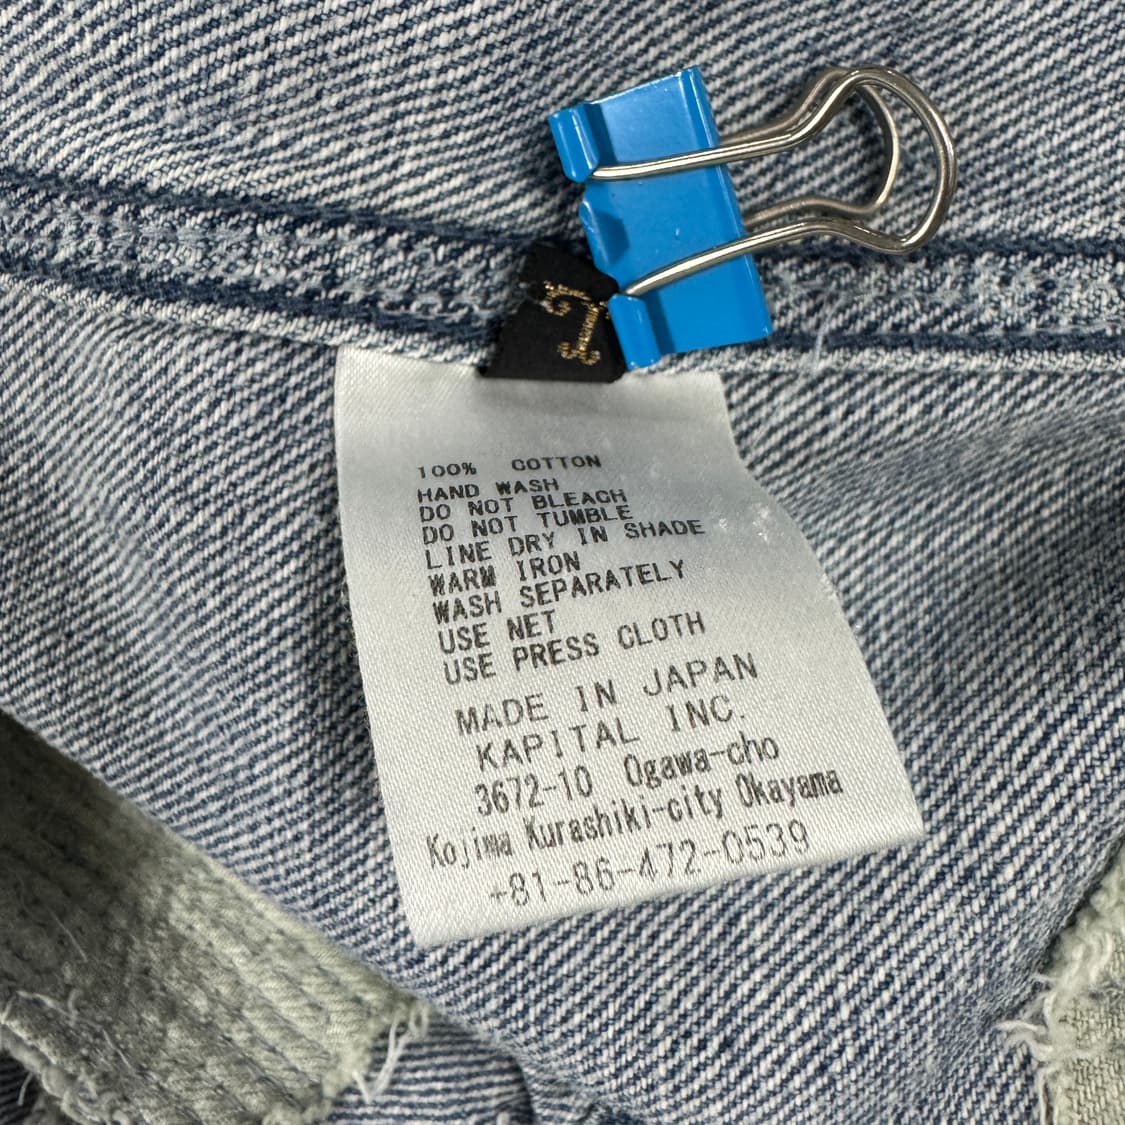 L
100% COTTON
HAND WASH
DO NOT BLEACH
DO NOT TUMBLE
LINE DRY IN SHADE
WARM IRON
WASH SEPARATELY
USE NET
USE PRESS CLOTH
MADE IN JAPAN
KAPITAL INC.
3672-10 Ogawa-cho
Kojima Kurashiki-city Okayama
+81-86-472-0539